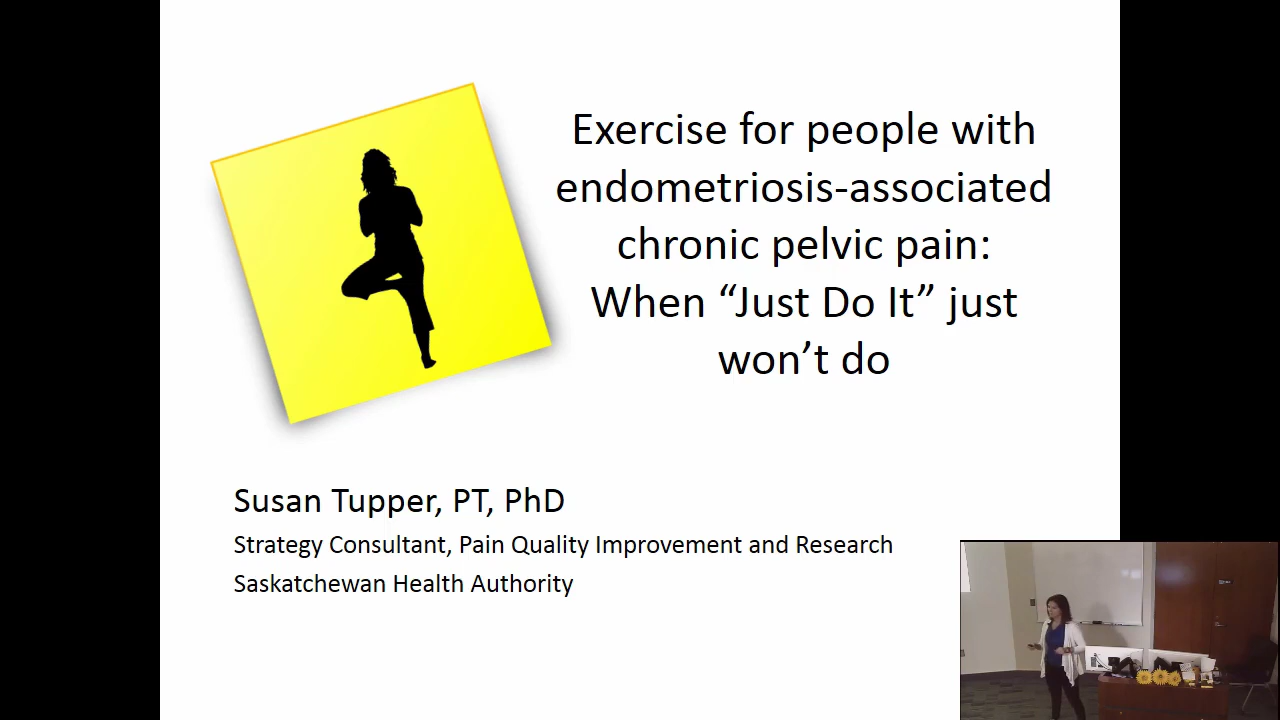 Exercise for people with
endometriosis-associated
chronic pelvic pain:
When “Just Do It” just
won’t do
Susan Tupper, PT, PhD
Strategy Consultant, Pain Quality Improvement and Research
Saskatchewan Health Authority